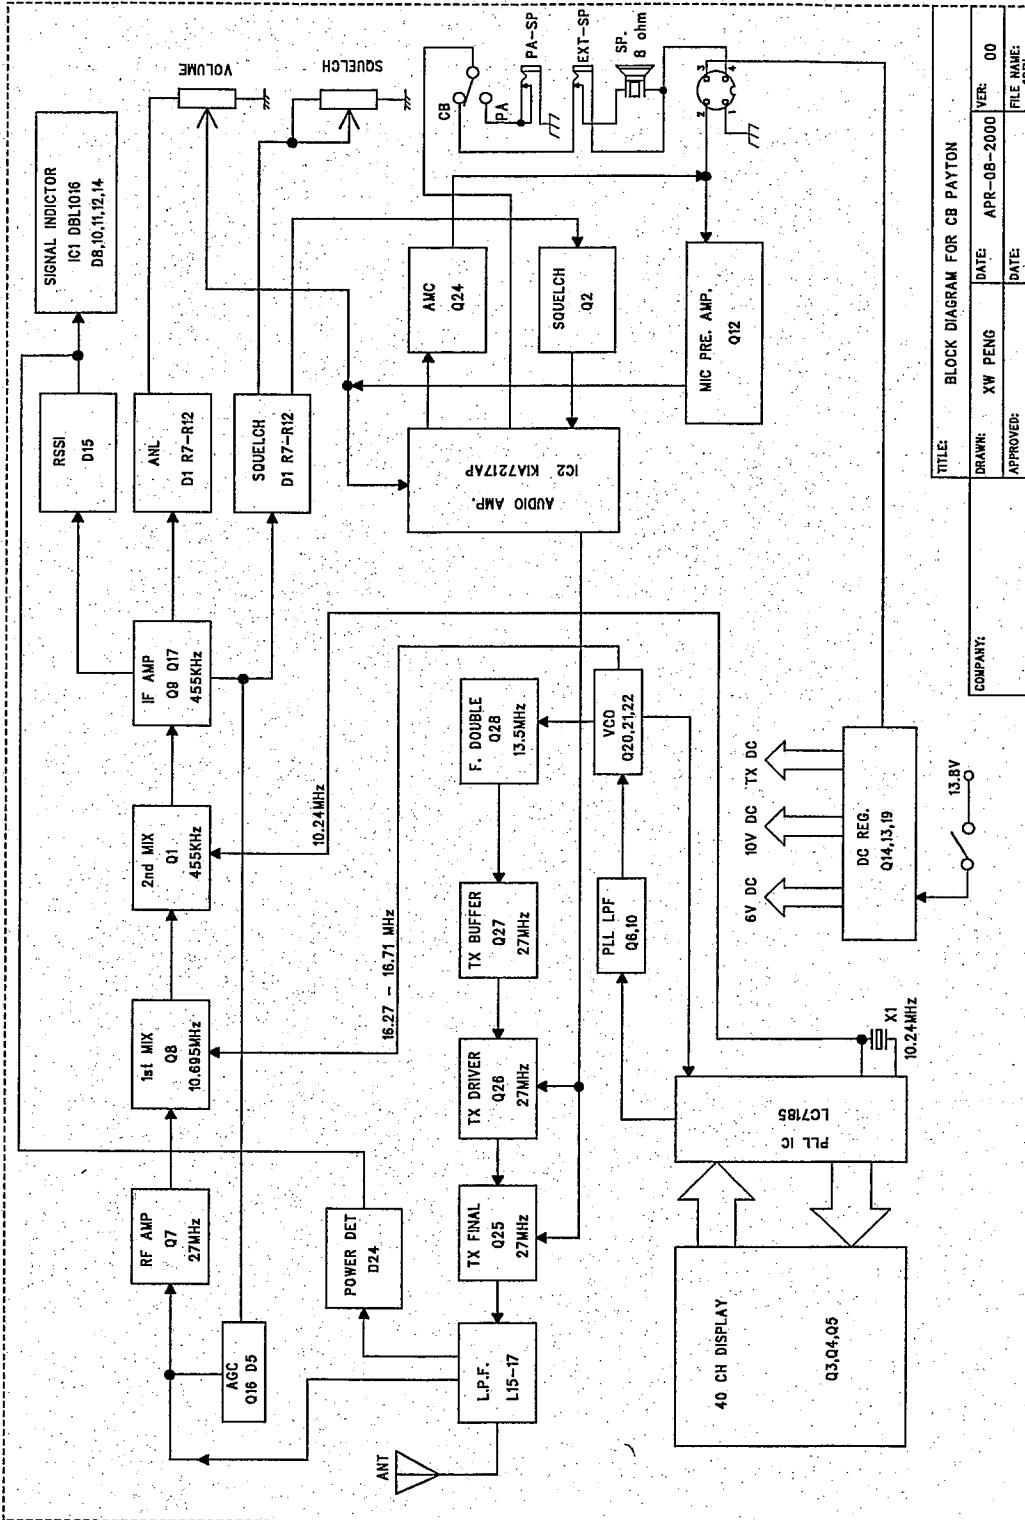 SIGNAL INDICTOR
IC1 DBL1016
D8,10,11,12,14
VOLUME
SQUELCH
RSSI
D15
ANL
D1 R7-R12
SQUELCH
D1 R7-R12
IF AMP
Q9 Q17
455KHz
2nd MIX
Q1
455KHz
1st MIX
Q8
10.695MHz
RF AMP
Q7
27MHz
AGC
Q16 D5
10.24MHz
16.27 - 16.71 MHz
POWER DET
D24
ANT
L.P.F.
L15-17
TX FINAL
Q25
27MHz
TX DRIVER
Q26
27MHz
TX BUFFER
Q27
27MHz
F. DOUBLE
Q28
13.5MHz
VCO
Q20,21,22
PLL LPF
Q6,10
AUDIO AMP.
IC2 KIA7217AP
AMC
Q24
SQUELCH
Q2
MIC PRE. AMP.
Q12
CB
PA
PA-SP
EXT-SP
SP.
8 ohm
2
3
1
4
40 CH DISPLAY
Q3,Q4,Q5
PLL IC
LC7185
X1
10.24MHz
6V DC
10V DC
TX DC
DC REG.
Q14,13,19
13.8V
TITLE:
BLOCK DIAGRAM FOR CB PAYTON
COMPANY:
DRAWN:
XW PENG
DATE:
APR-08-2000
VER:
00
APPROVED:
DATE:
FILE NAME: